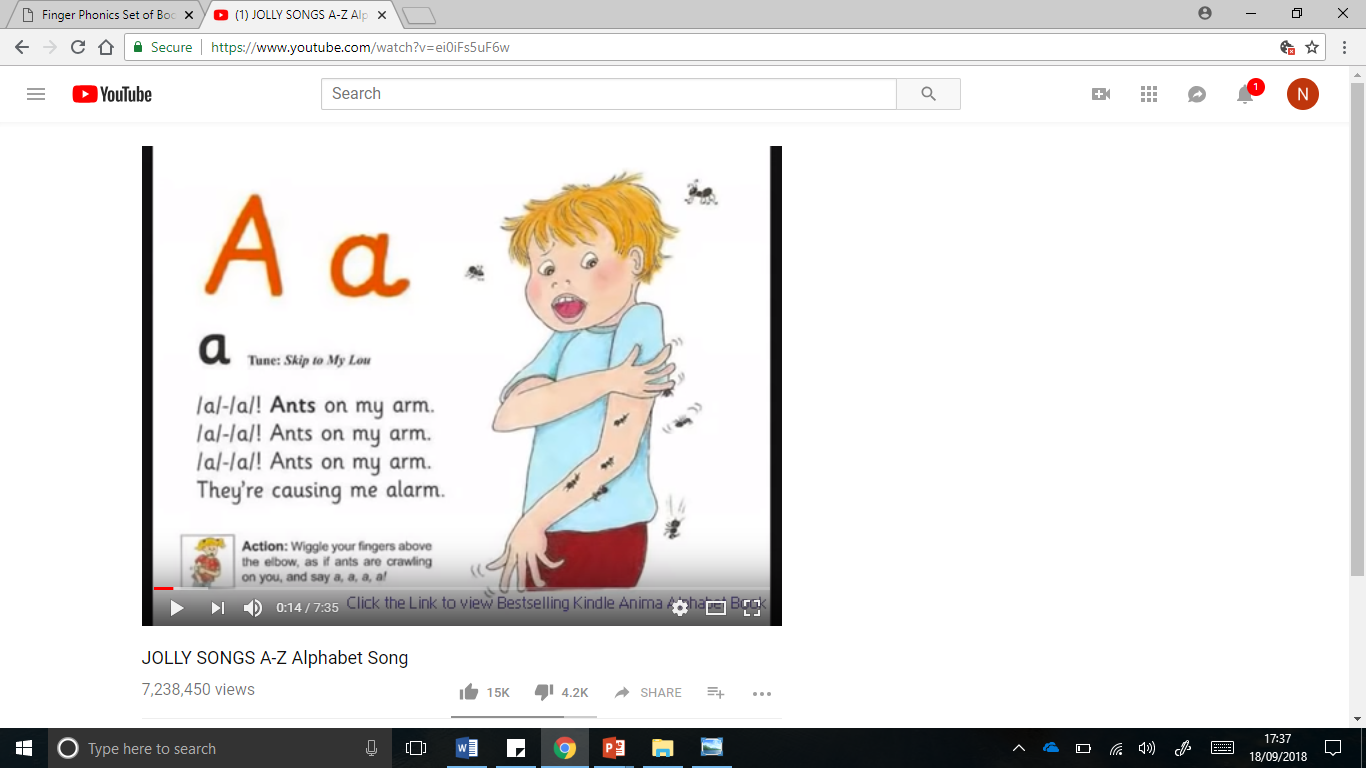 Finger Phonics Set of Boo
(1) JOLLY SONGS A-Z Alp
Secure https://www.youtube.com/watch?v=ei0iFs5uF6w
YouTube
Search
1
N
A a
a Tune: Skip to My Lou
/a/-/a/! Ants on my arm.
/a/-/a/! Ants on my arm.
/a/-/a/! Ants on my arm.
They're causing me alarm.
Action: Wiggle your fingers above
the elbow, as if ants are crawling
on you, and say a, a, a, a!
0:14 / 7:35 Click the Link to view Bestselling Kindle Anima Alphabet Book
JOLLY SONGS A-Z Alphabet Song
7,238,450 views
15K 4.2K SHARE
Type here to search
17:37
18/09/2018